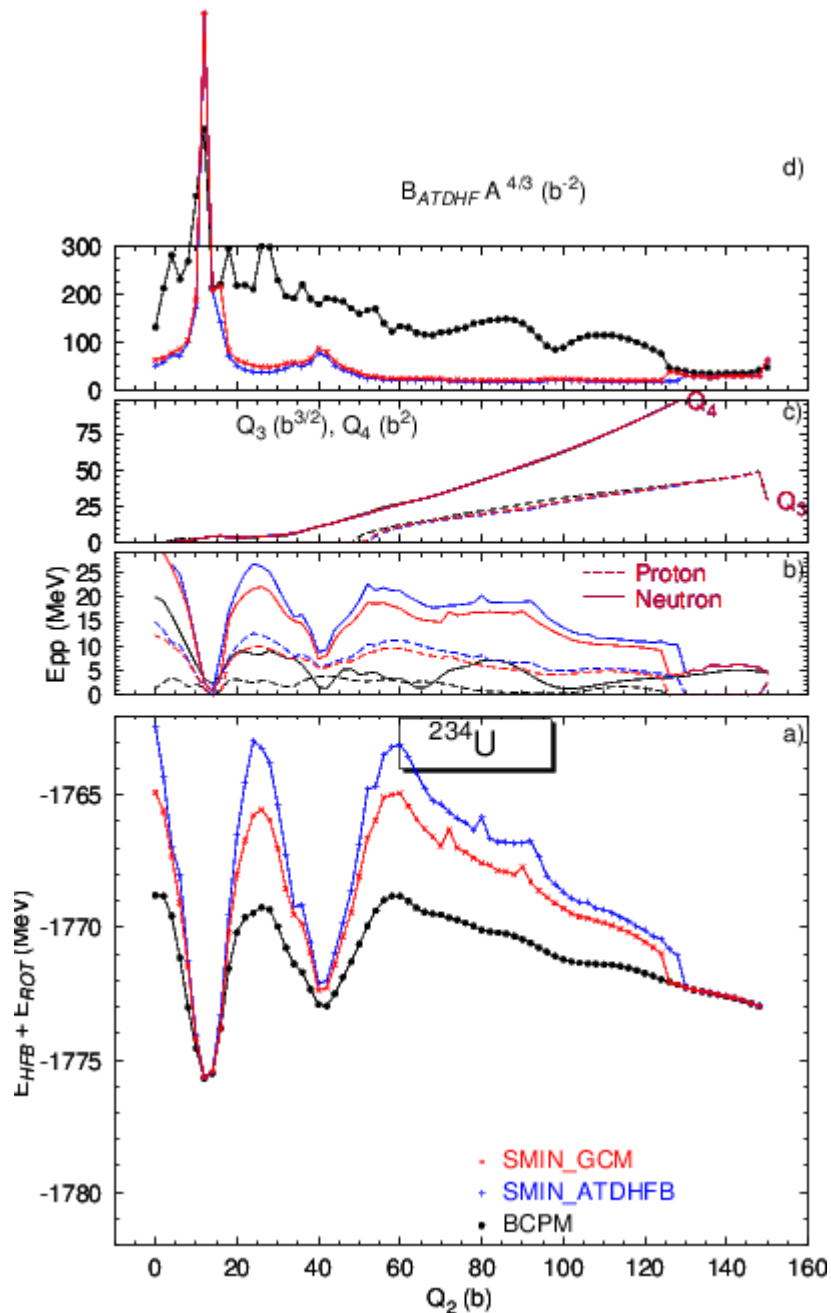 d)
B_ATDHF A^4/3 (b^-2)
300
200
100
0
c)
Q_3 (b^3/2), Q_4 (b^2)
Q_4
75
50
25
0
Q_3
b)
Proton
Neutron
25
20
15
10
5
0
Epp (MeV)
a)
^234U
-1765
-1770
-1775
-1780
E_HFB + E_ROT (MeV)
SMIN_GCM
SMIN_ATDHFB
BCPM
0 20 40 60 80 100 120 140 160
Q_2 (b)